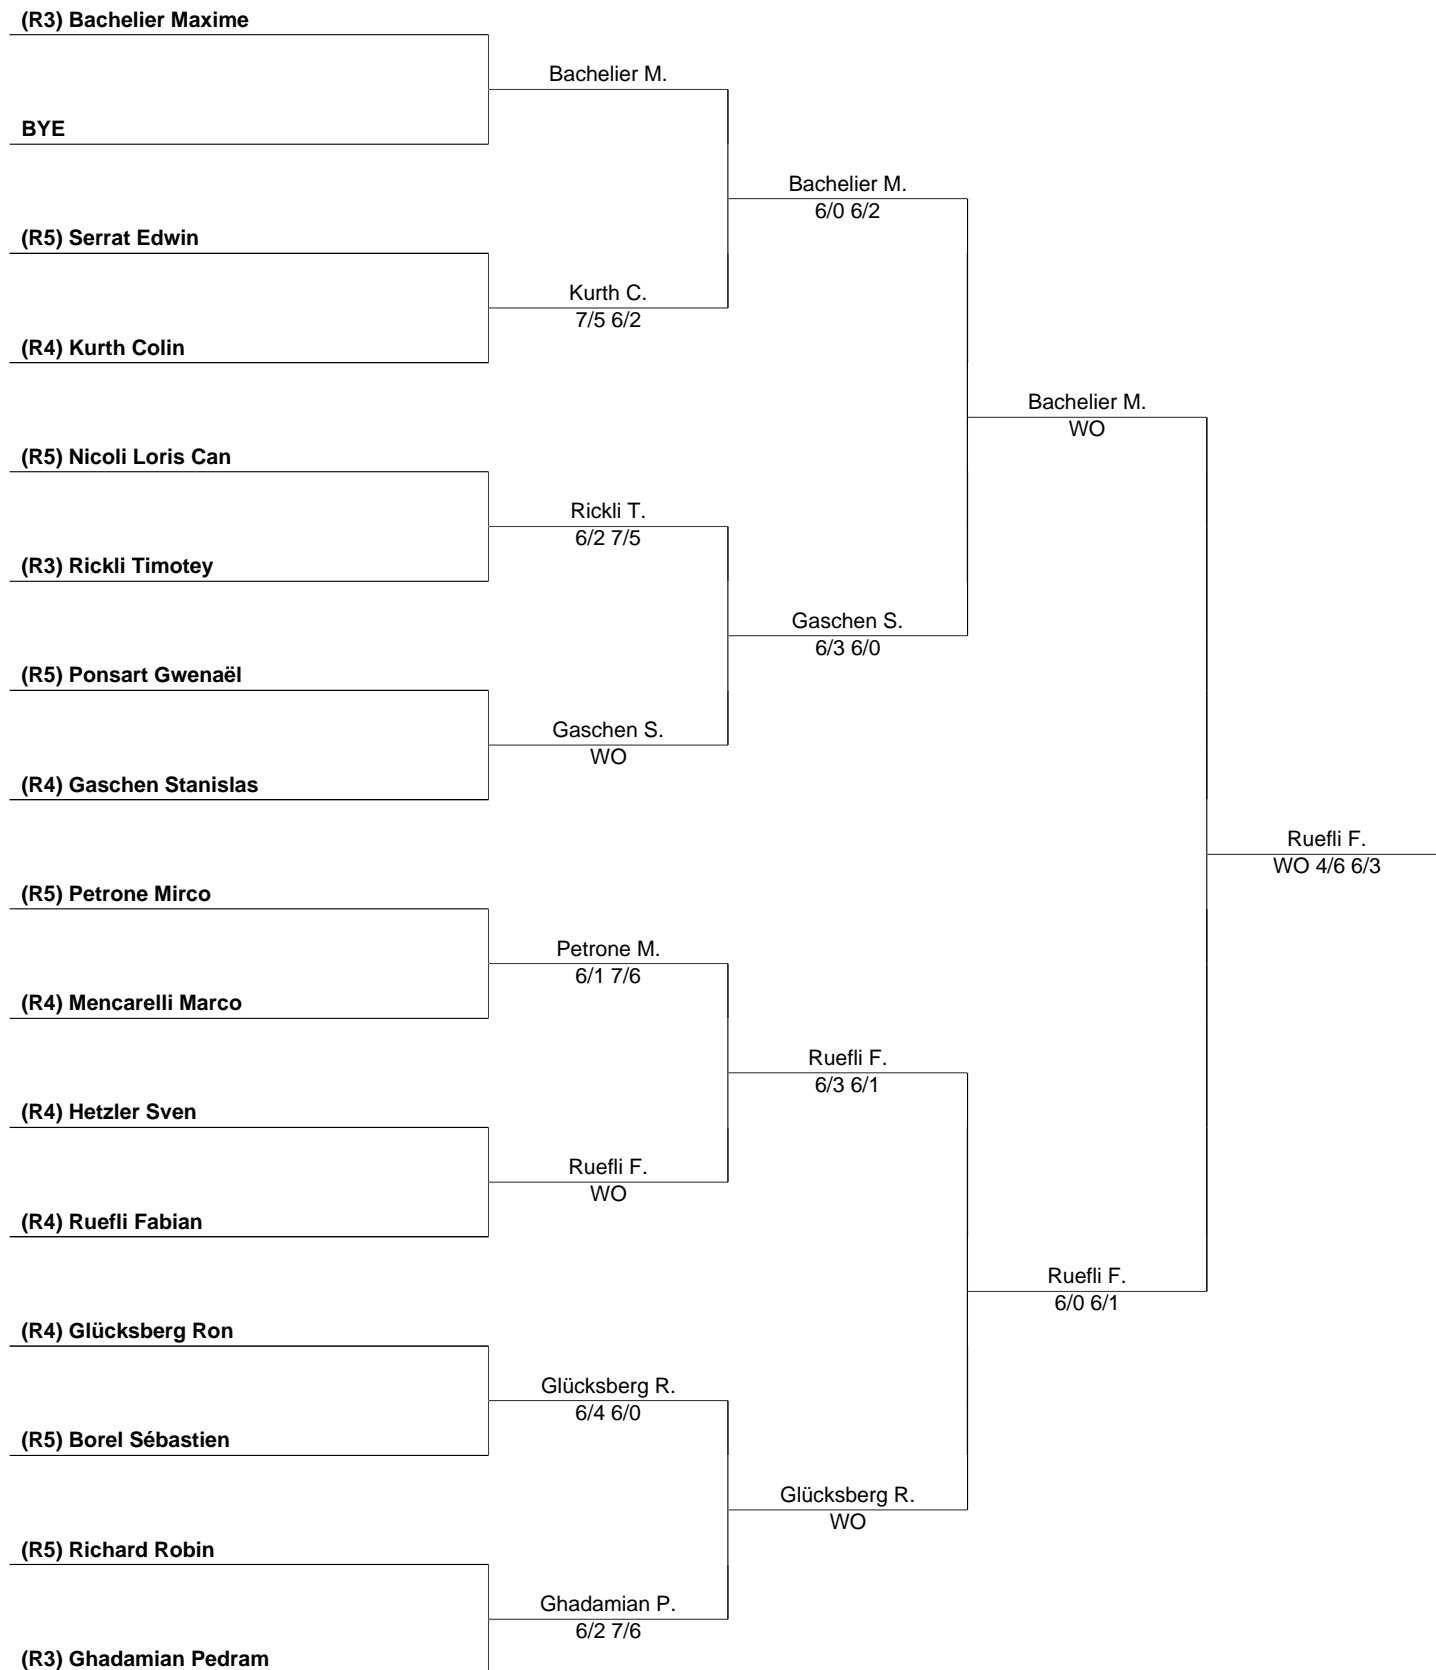 (R3) Bachelier Maxime
Bachelier M.
BYE
Bachelier M.
6/0 6/2
(R5) Serrat Edwin
Kurth C.
7/5 6/2
(R4) Kurth Colin
Bachelier M.
WO
(R5) Nicoli Loris Can
Rickli T.
6/2 7/5
(R3) Rickli Timotey
Gaschen S.
6/3 6/0
(R5) Ponsart Gwenaël
Gaschen S.
WO
(R4) Gaschen Stanislas
Ruefli F.
WO 4/6 6/3
(R5) Petrone Mirco
Petrone M.
6/1 7/6
(R4) Mencarelli Marco
Ruefli F.
6/3 6/1
(R4) Hetzler Sven
Ruefli F.
WO
(R4) Ruefli Fabian
Ruefli F.
6/0 6/1
(R4) Glücksberg Ron
Glücksberg R.
6/4 6/0
(R5) Borel Sébastien
Glücksberg R.
WO
(R5) Richard Robin
Ghadamian P.
6/2 7/6
(R3) Ghadamian Pedram